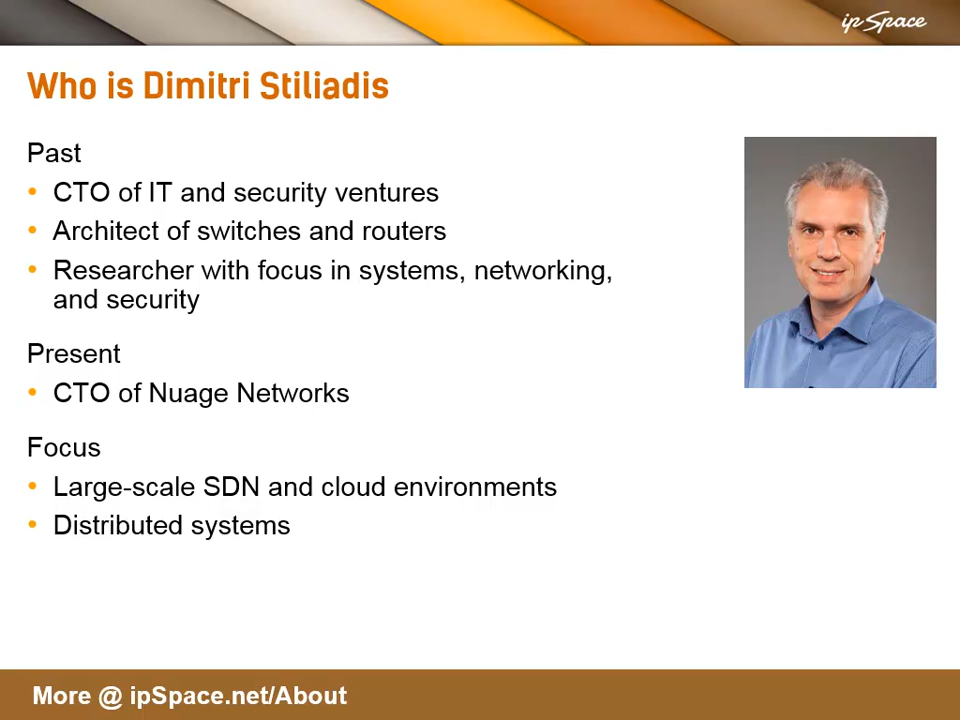 ipSpace
Who is Dimitri Stiliadis
Past
• CTO of IT and security ventures
• Architect of switches and routers
• Researcher with focus in systems, networking,
and security
Present
• CTO of Nuage Networks
Focus
• Large-scale SDN and cloud environments
• Distributed systems
More @ ipSpace.net/About